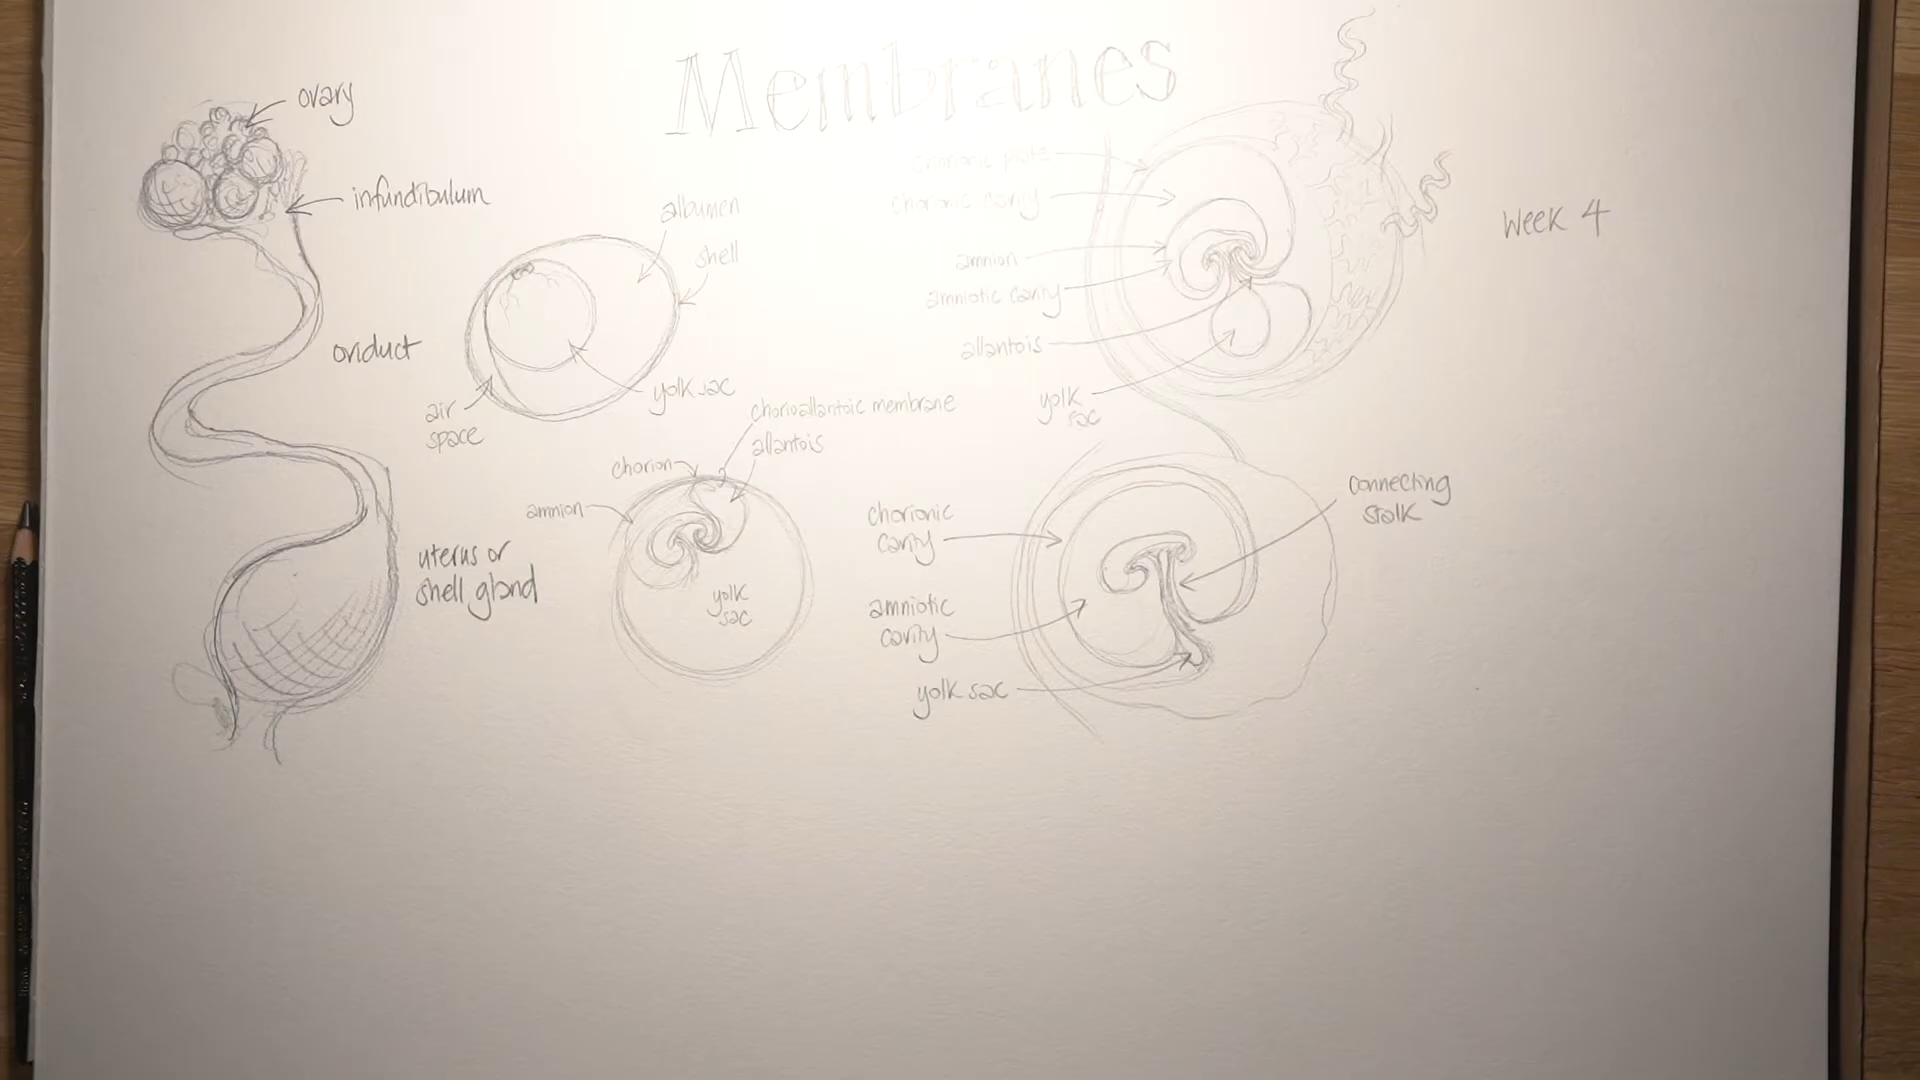 Membranes
ovary
infundibulum
oviduct
uterus or
shell gland
albumen
shell
yolk sac
air
space
chorioallantoic membrane
allantois
chorion
amnion
yolk
sac
chorionic plate
chorionic cavity
amnion
amniotic cavity
allantois
yolk
sac
Week 4
connecting
stalk
chorionic
cavity
amniotic
cavity
yolk sac